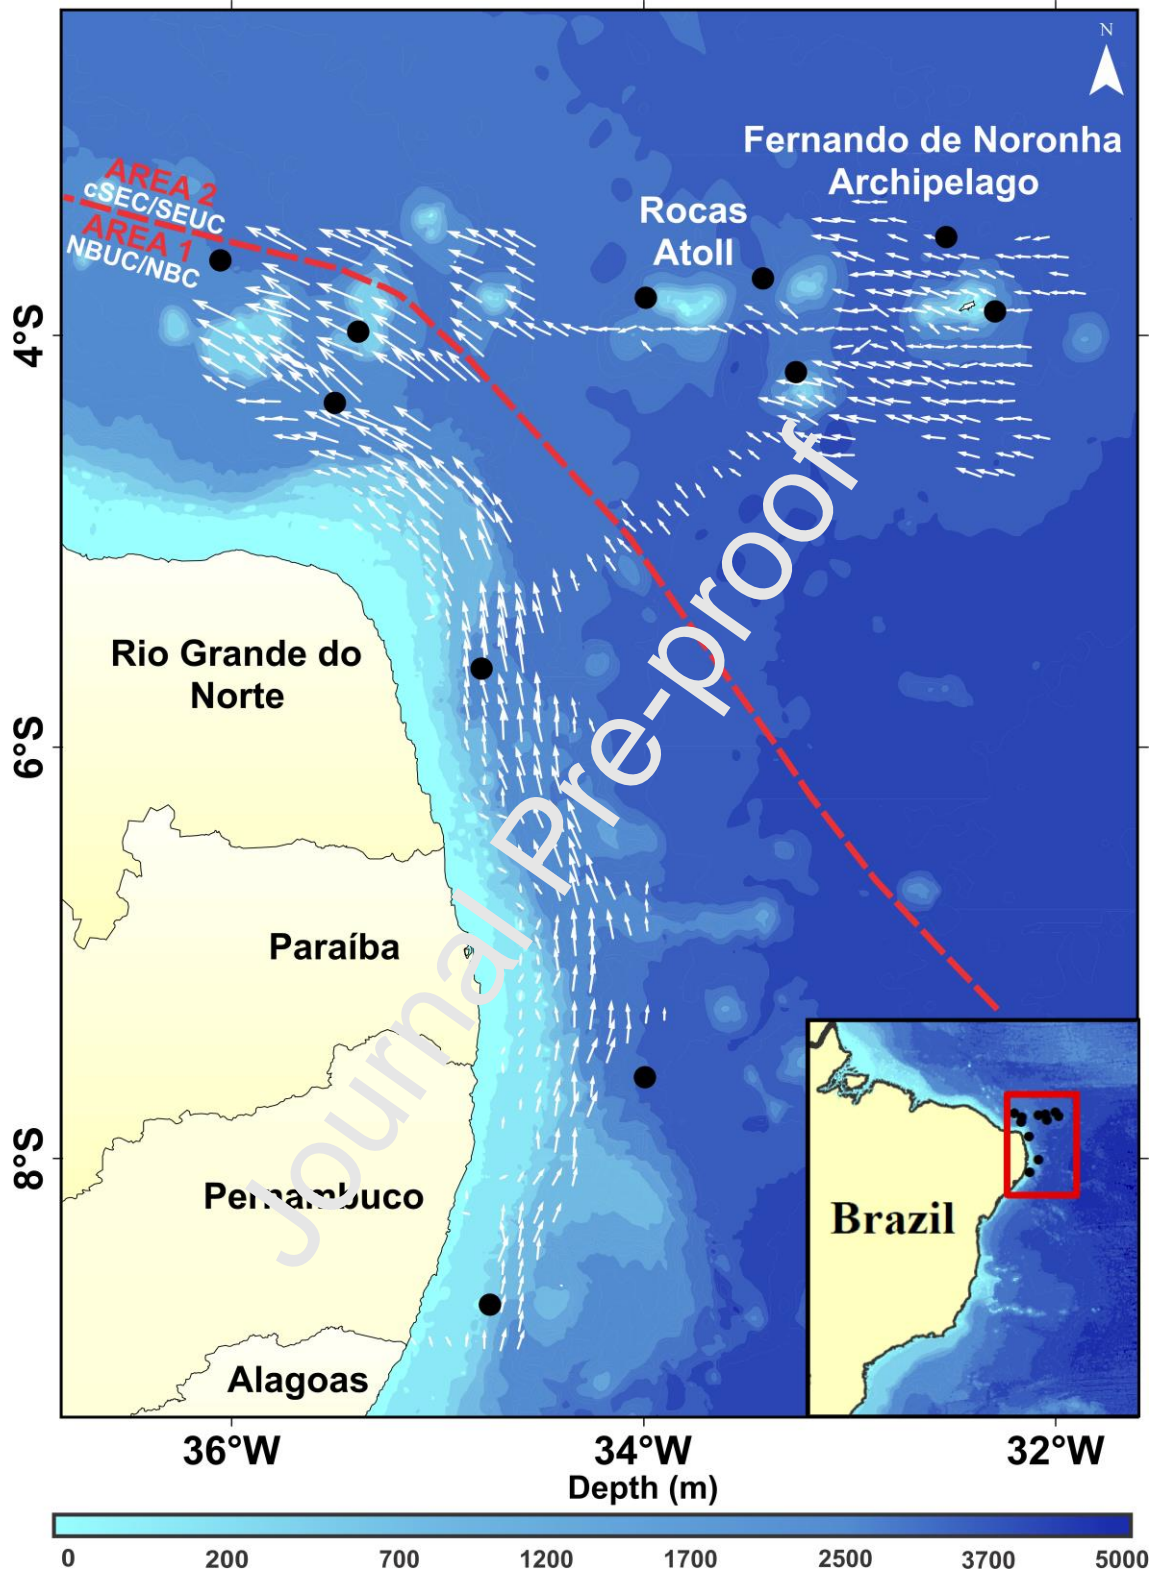 N
Fernando de Noronha
Archipelago
Rocas
Atoll
AREA 2
cSEC/SEUC
AREA 1
NBUC/NBC
4°S
6°S
8°S
Rio Grande do
Norte
Paraíba
Pernambuco
Alagoas
Journal Pre-proof
Brazil
36°W
34°W
32°W
Depth (m)
0 200 700 1200 1700 2500 3700 5000